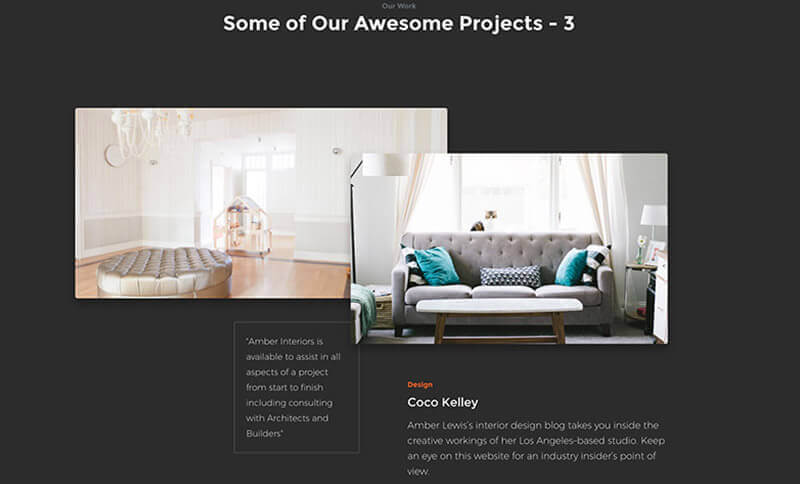 Our Work
Some of Our Awesome Projects - 3
"Amber Interiors is
available to assist in all
aspects of a project
from start to finish
including consulting
with Architects and
Builders"
Design
Coco Kelley
Amber Lewis's interior design blog takes you inside the
creative workings of her Los Angeles-based studio. Keep
an eye on this website for an industry insider's point of
view.